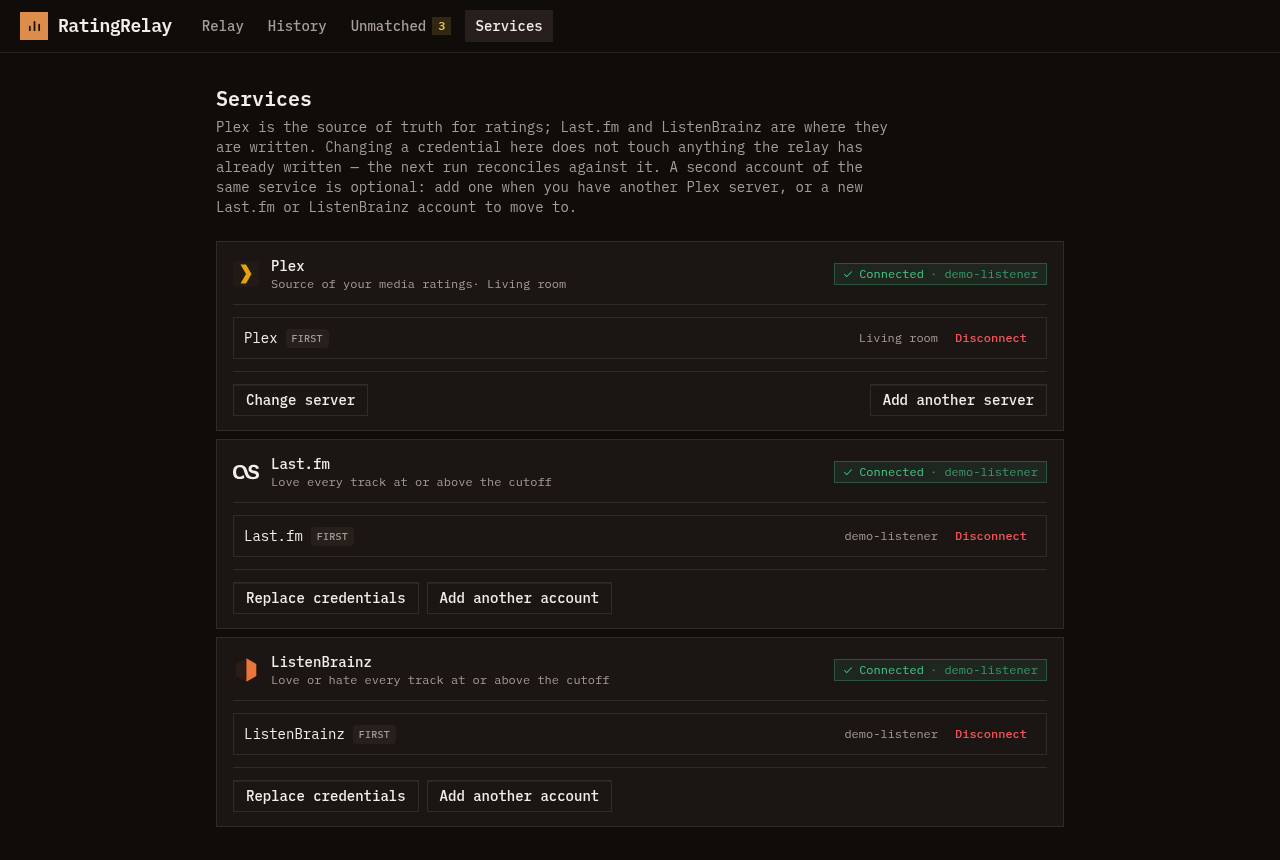 RatingRelay Relay History Unmatched 3 Services
Services
Plex is the source of truth for ratings; Last.fm and ListenBrainz are where they
are written. Changing a credential here does not touch anything the relay has
already written — the next run reconciles against it. A second account of the
same service is optional: add one when you have another Plex server, or a new
Last.fm or ListenBrainz account to move to.
Plex
Source of your media ratings· Living room
✓ Connected · demo-listener
Plex FIRST Living room Disconnect
Change server Add another server
Last.fm
Love every track at or above the cutoff
✓ Connected · demo-listener
Last.fm FIRST demo-listener Disconnect
Replace credentials Add another account
ListenBrainz
Love or hate every track at or above the cutoff
✓ Connected · demo-listener
ListenBrainz FIRST demo-listener Disconnect
Replace credentials Add another account